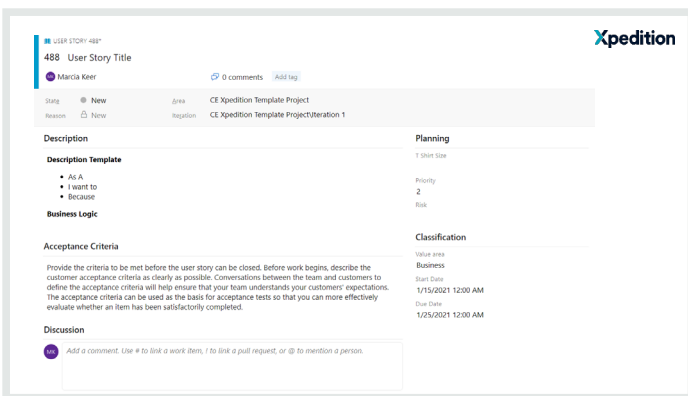 Xpedition
USER STORY 488*
488 User Story Title
MK Marcia Keer 0 comments Add tag
State New Area CE Xpedition Template Project
Reason New Iteration CE Xpedition Template Project\Iteration 1
Description
Description Template
As A
I want to
Because
Business Logic
Acceptance Criteria
Provide the criteria to be met before the user story can be closed. Before work begins, describe the
customer acceptance criteria as clearly as possible. Conversations between the team and customers to
define the acceptance criteria will help ensure that your team understands your customers' expectations.
The acceptance criteria can be used as the basis for acceptance tests so that you can more effectively
evaluate whether an item has been satisfactorily completed.
Discussion
MK Add a comment. Use # to link a work item, ! to link a pull request, or @ to mention a person.
Planning
T Shirt Size
Priority
2
Risk
Classification
Value area
Business
Start Date
1/15/2021 12:00 AM
Due Date
1/25/2021 12:00 AM